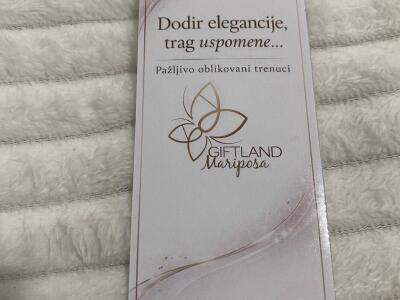 Dodir elegancije,
trag uspomene...
Pažljivo oblikovani trenuci
GIFTLAND
Mariposa